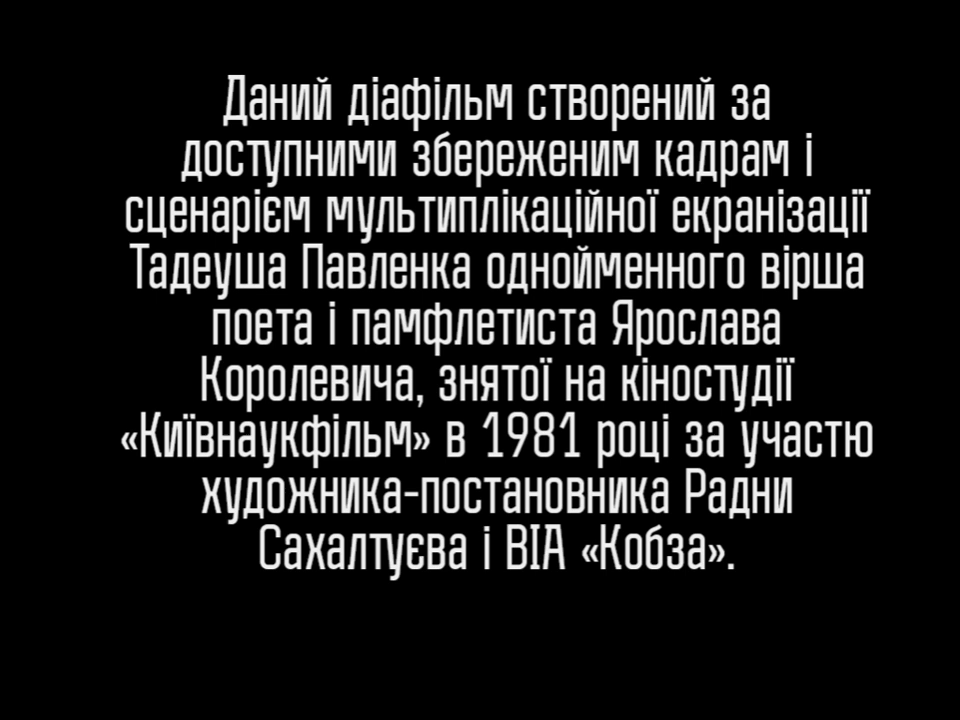 Даний діафільм створений за
доступними збереженим кадрам і
сценарієм мультиплікаційної екранізації
Тадеуша Павленка однойменного вірша
поета і памфлетиста Ярослава
Королевича, знятої на кіностудії
«Київнаукфільм» в 1981 році за участю
художника-постановника Радни
Сахалтуєва і ВІА «Кобза».